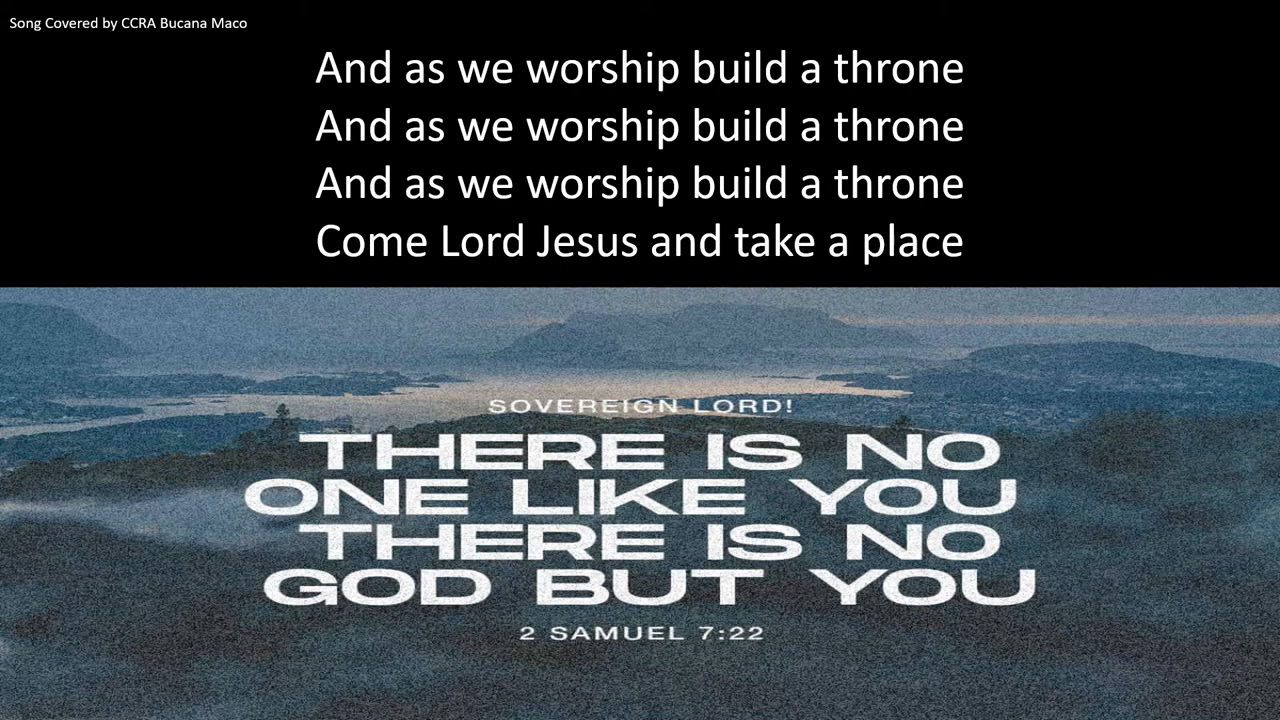 Song Covered by CCRA Bucana Maco
And as we worship build a throne
And as we worship build a throne
And as we worship build a throne
Come Lord Jesus and take a place
SOVEREIGN LORD!
THERE IS NO
ONE LIKE YOU
THERE IS NO
GOD BUT YOU
2 SAMUEL 7:22